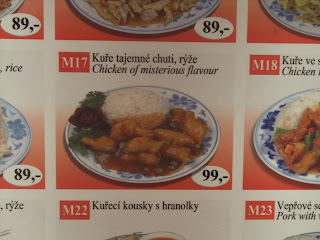 89,-
89,-
M17 Kuře tajemné chuti, rýže
Chicken of misterious flavour
M18 Kuře ve s
Chicken
, rice
89,-
99,-
, rýže
M22 Kuřecí kousky s hranolky
M23 Vepřové s
Pork with